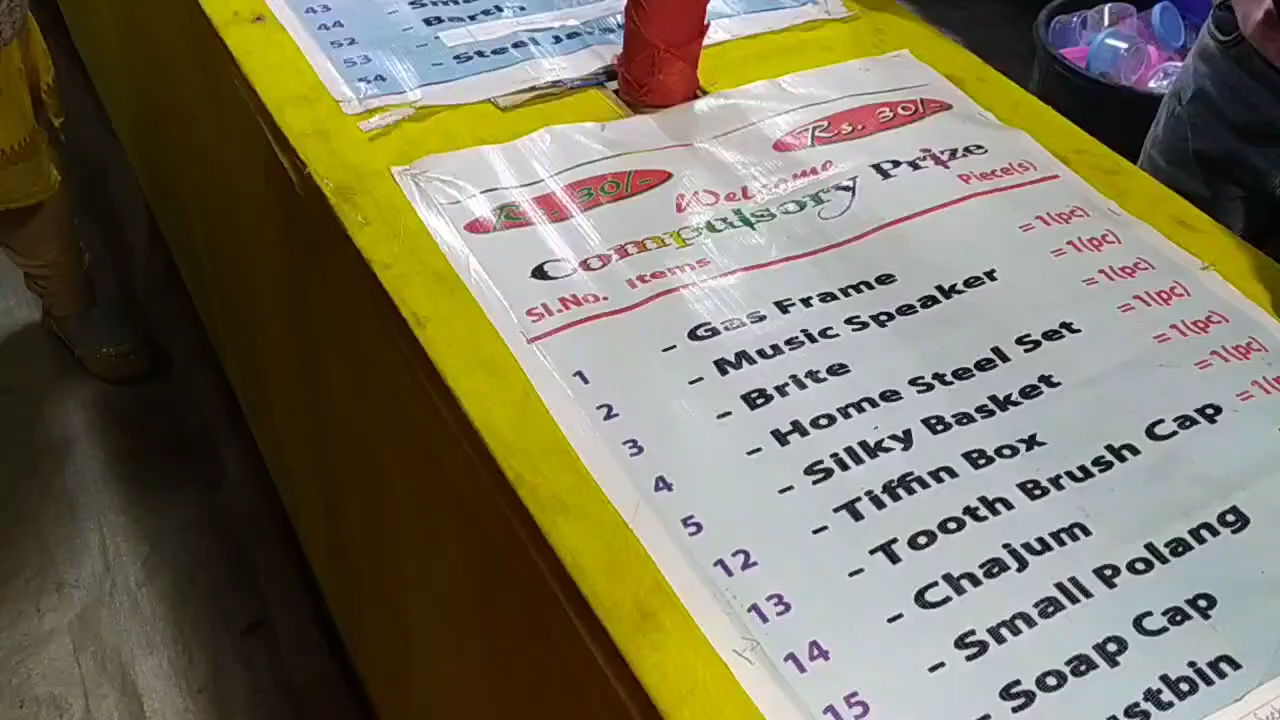 43 - Sma
44 - Barch
52
53 - Steel Ja
54
Rs. 30/- Rs. 30/-
Welcome
Compulsory Prize
Sl.No. Items Piece(s)
1 - Gas Frame = 1(pc)
2 - Music Speaker = 1(pc)
3 - Brite = 1(pc)
4 - Home Steel Set = 1(pc)
5 - Silky Basket = 1(pc)
12 - Tiffin Box = 1(pc)
13 - Tooth Brush Cap = 1(p
14 - Chajum
15 - Small Polang
- Soap Cap
stbin